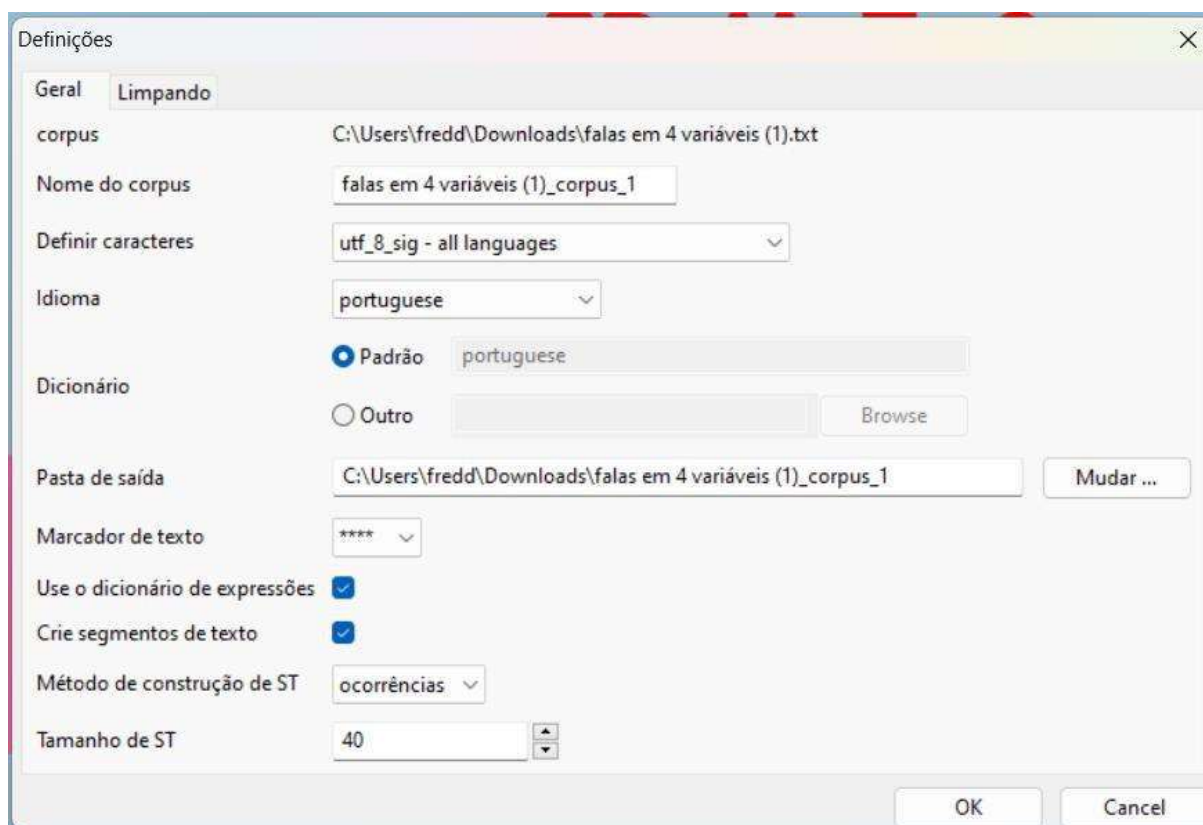 Definições
Geral Limpando
corpus C:\Users\fredd\Downloads\falas em 4 variáveis (1).txt
Nome do corpus falas em 4 variáveis (1)_corpus_1
Definir caracteres utf_8_sig - all languages
Idioma portuguese
Dicionário
Padrão portuguese
Outro Browse
Pasta de saída C:\Users\fredd\Downloads\falas em 4 variáveis (1)_corpus_1 Mudar ...
Marcador de texto ****
Use o dicionário de expressões
Crie segmentos de texto
Método de construção de ST ocorrências
Tamanho de ST 40
OK Cancel